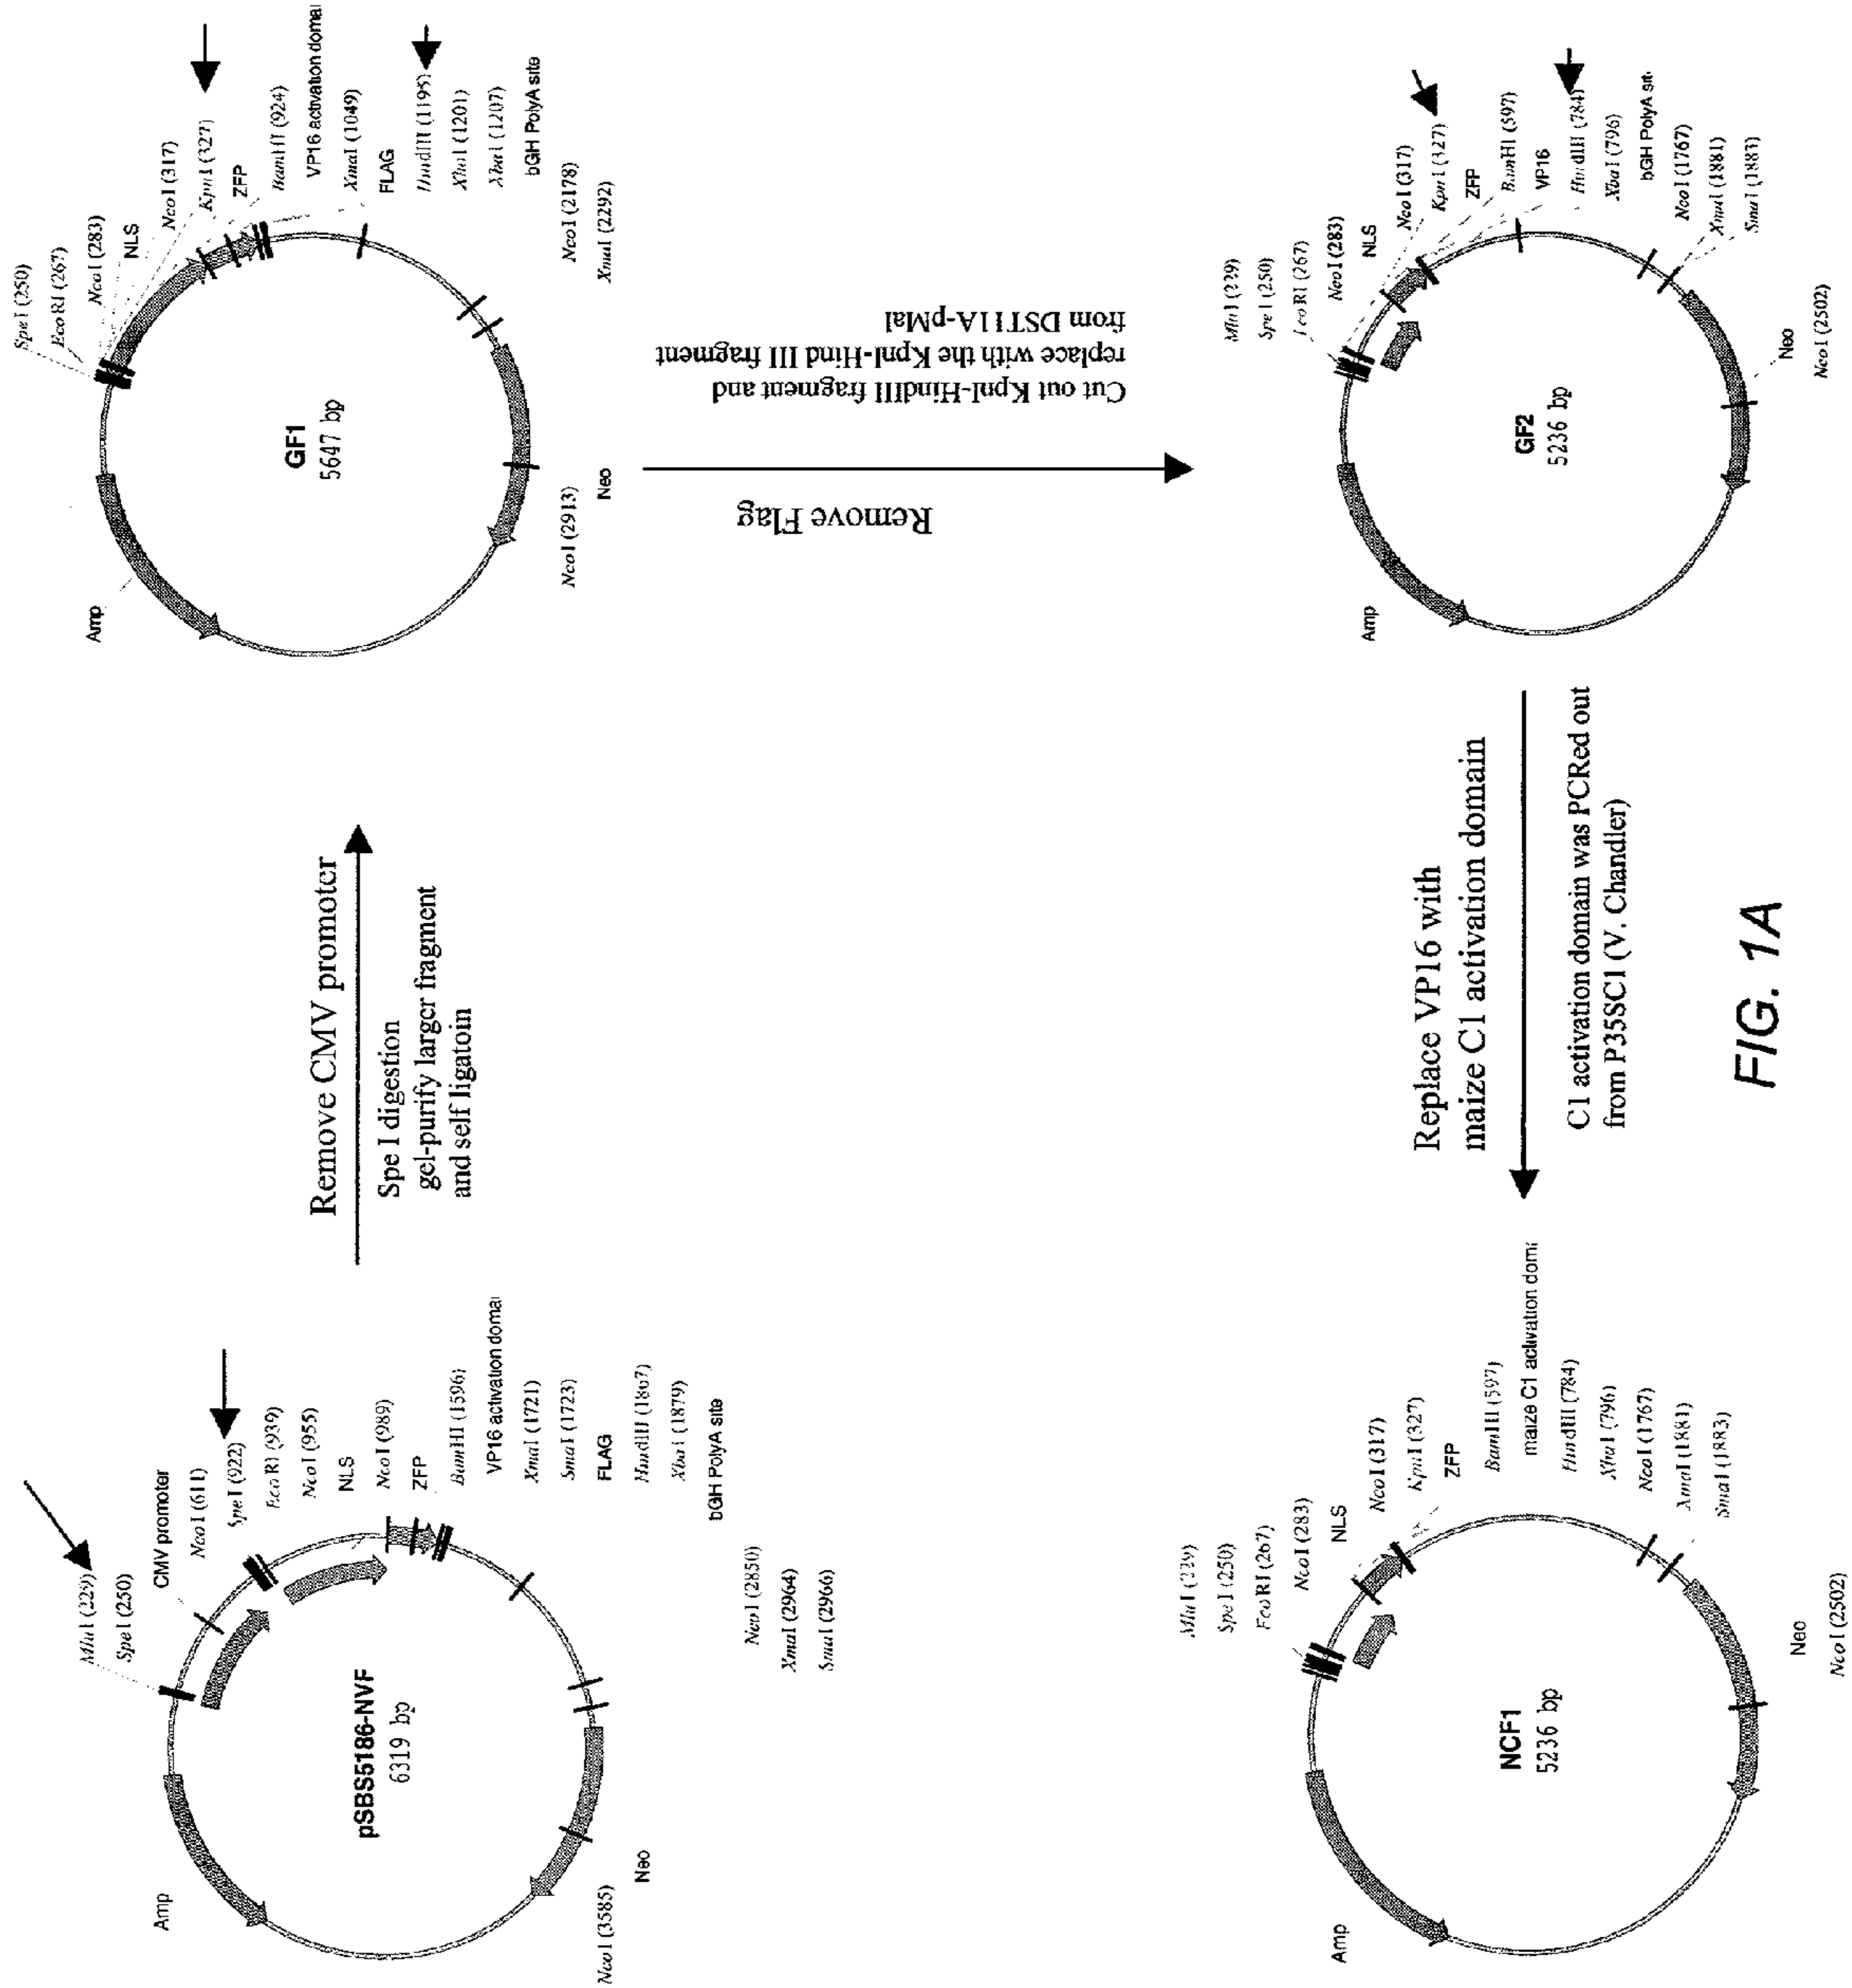 Amp
MluI (229)
SpeI (250)
CMV promoter
NcoI (611)
SpeI (922)
EcoRI (939)
NcoI (955)
NLS
NcoI (989)
ZFP
BamHI (1596)
VP16 activation domai
XmaI (1721)
SmaI (1723)
FLAG
HindIII (1867)
XbaI (1879)
bGH PolyA site
NcoI (2850)
XmaI (2964)
SmaI (2966)
Neo
NcoI (3585)
pSBS5186-NVF
6319 bp
Remove CMV promoter
Spe I digestion
gel-purify larger fragment
and self ligatoin
Amp
SpeI (250)
EcoRI (267)
NcoI (283)
NLS
NcoI (317)
KpnI (327)
ZFP
BamHI (924)
VP16 activation domai
XmaI (1049)
FLAG
HindIII (1195)
XhoI (1201)
XbaI (1207)
bGH PolyA site
NcoI (2178)
XmaI (2292)
Neo
NcoI (2913)
GF1
5647 bp
Remove Flag
Cut out KpnI-HindIII fragment and
replace with the KpnI-Hind III fragment
from DST11A-pMal
Amp
MluI (229)
SpeI (250)
EcoRI (267)
NcoI (283)
NLS
NcoI (317)
KpnI (327)
ZFP
BamHI (597)
VP16
HindIII (784)
XbaI (796)
bGH PolyA sit
NcoI (1767)
XmaI (1881)
SmaI (1883)
Neo
NcoI (2502)
GF2
5236 bp
Replace VP16 with
maize C1 activation domain
C1 activation domain was PCRed out
from P35SC1 (V. Chandler)
Amp
MluI (229)
SpeI (250)
EcoRI (267)
NcoI (283)
NLS
NcoI (317)
KpnI (327)
ZFP
BamHI (597)
maize C1 activation doma
HindIII (784)
XbaI (796)
NcoI (1767)
XmaI (1881)
SmaI (1883)
Neo
NcoI (2502)
NCF1
5236 bp
FIG. 1A